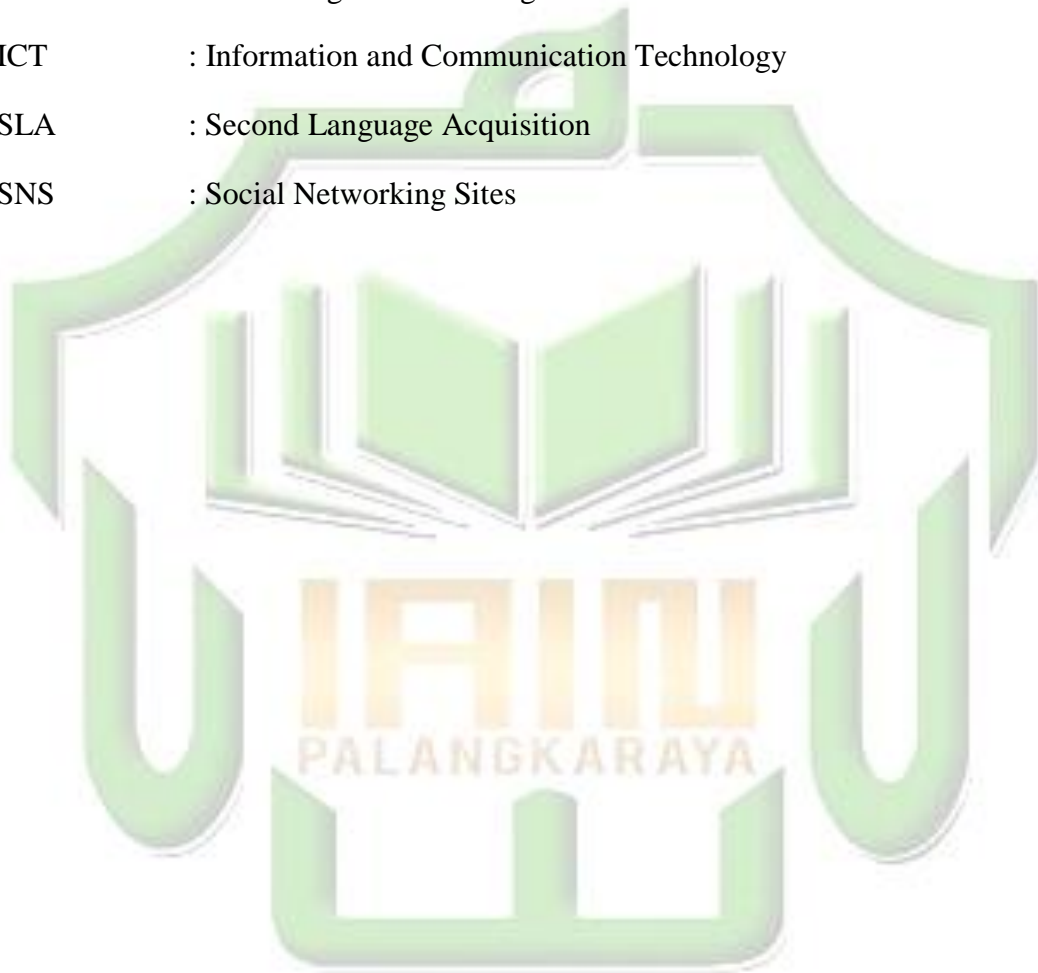 ICT : Information and Communication Technology
SLA : Second Language Acquisition
SNS : Social Networking Sites
IAIN
PALANGKARAYA